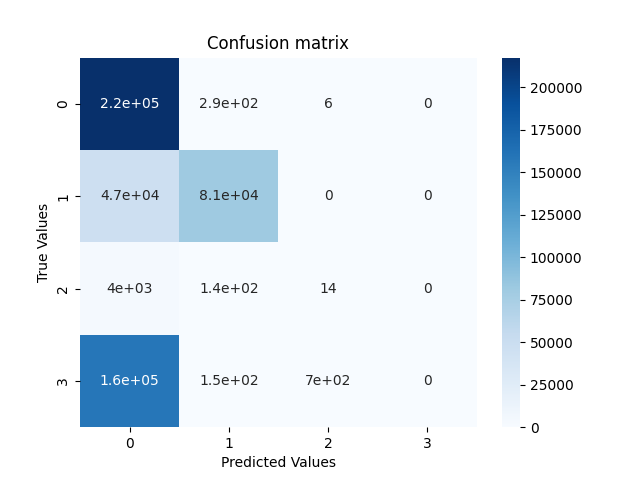 Confusion matrix
0 2.2e+05 2.9e+02 6 0
1 4.7e+04 8.1e+04 0 0
2 4e+03 1.4e+02 14 0
3 1.6e+05 1.5e+02 7e+02 0
0 1 2 3
True Values
Predicted Values
200000
175000
150000
125000
100000
75000
50000
25000
0